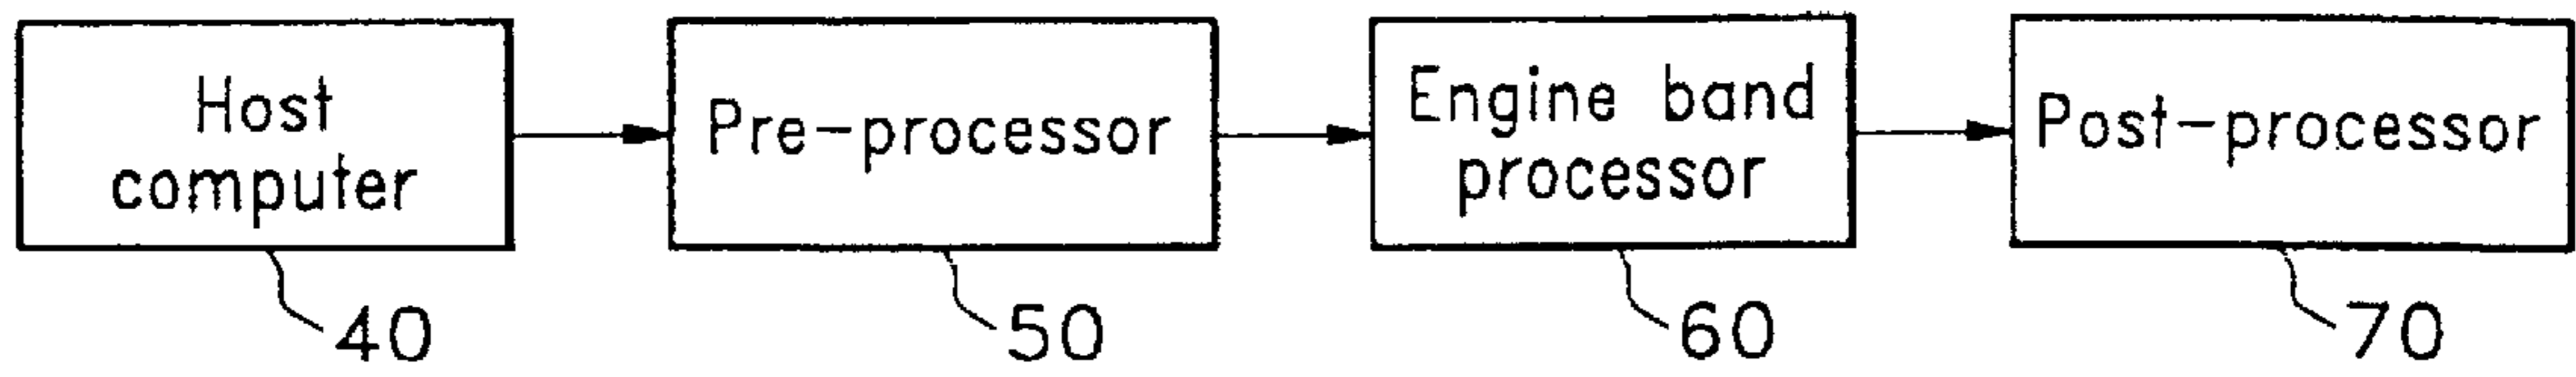 Host
computer
Pre-processor
Engine band
processor
Post-processor
40
50
60
70